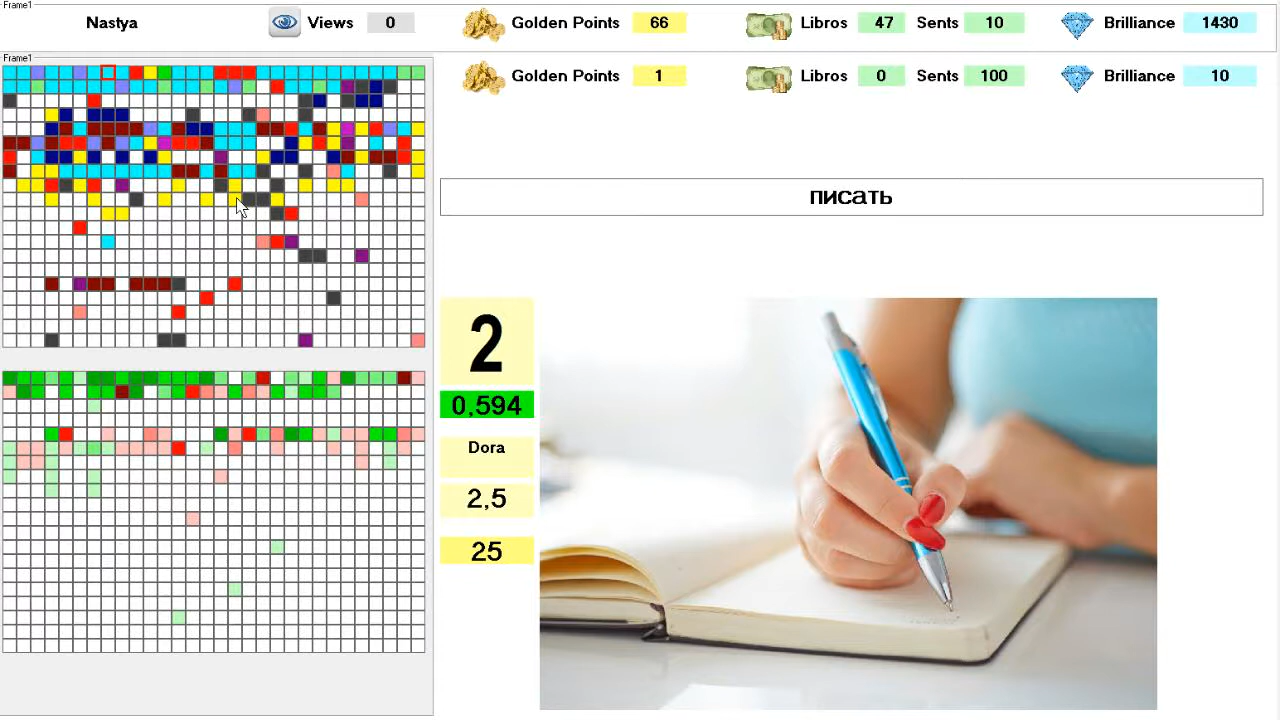 Frame1
Nastya Views 0 Golden Points 66 Libros 47 Sents 10 Brilliance 1430
Frame1
Golden Points 1 Libros 0 Sents 100 Brilliance 10
писать
2
0,594
Dora
2,5
25